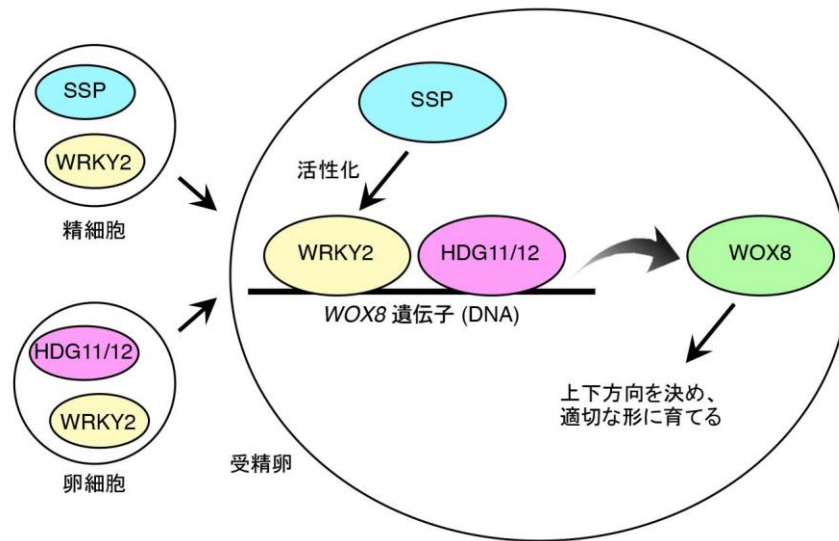 SSP
WRKY2
精細胞
HDG11/12
WRKY2
卵細胞
SSP
活性化
WRKY2
HDG11/12
WOX8
WOX8 遺伝子 (DNA)
上下方向を決め、
適切な形に育てる
受精卵